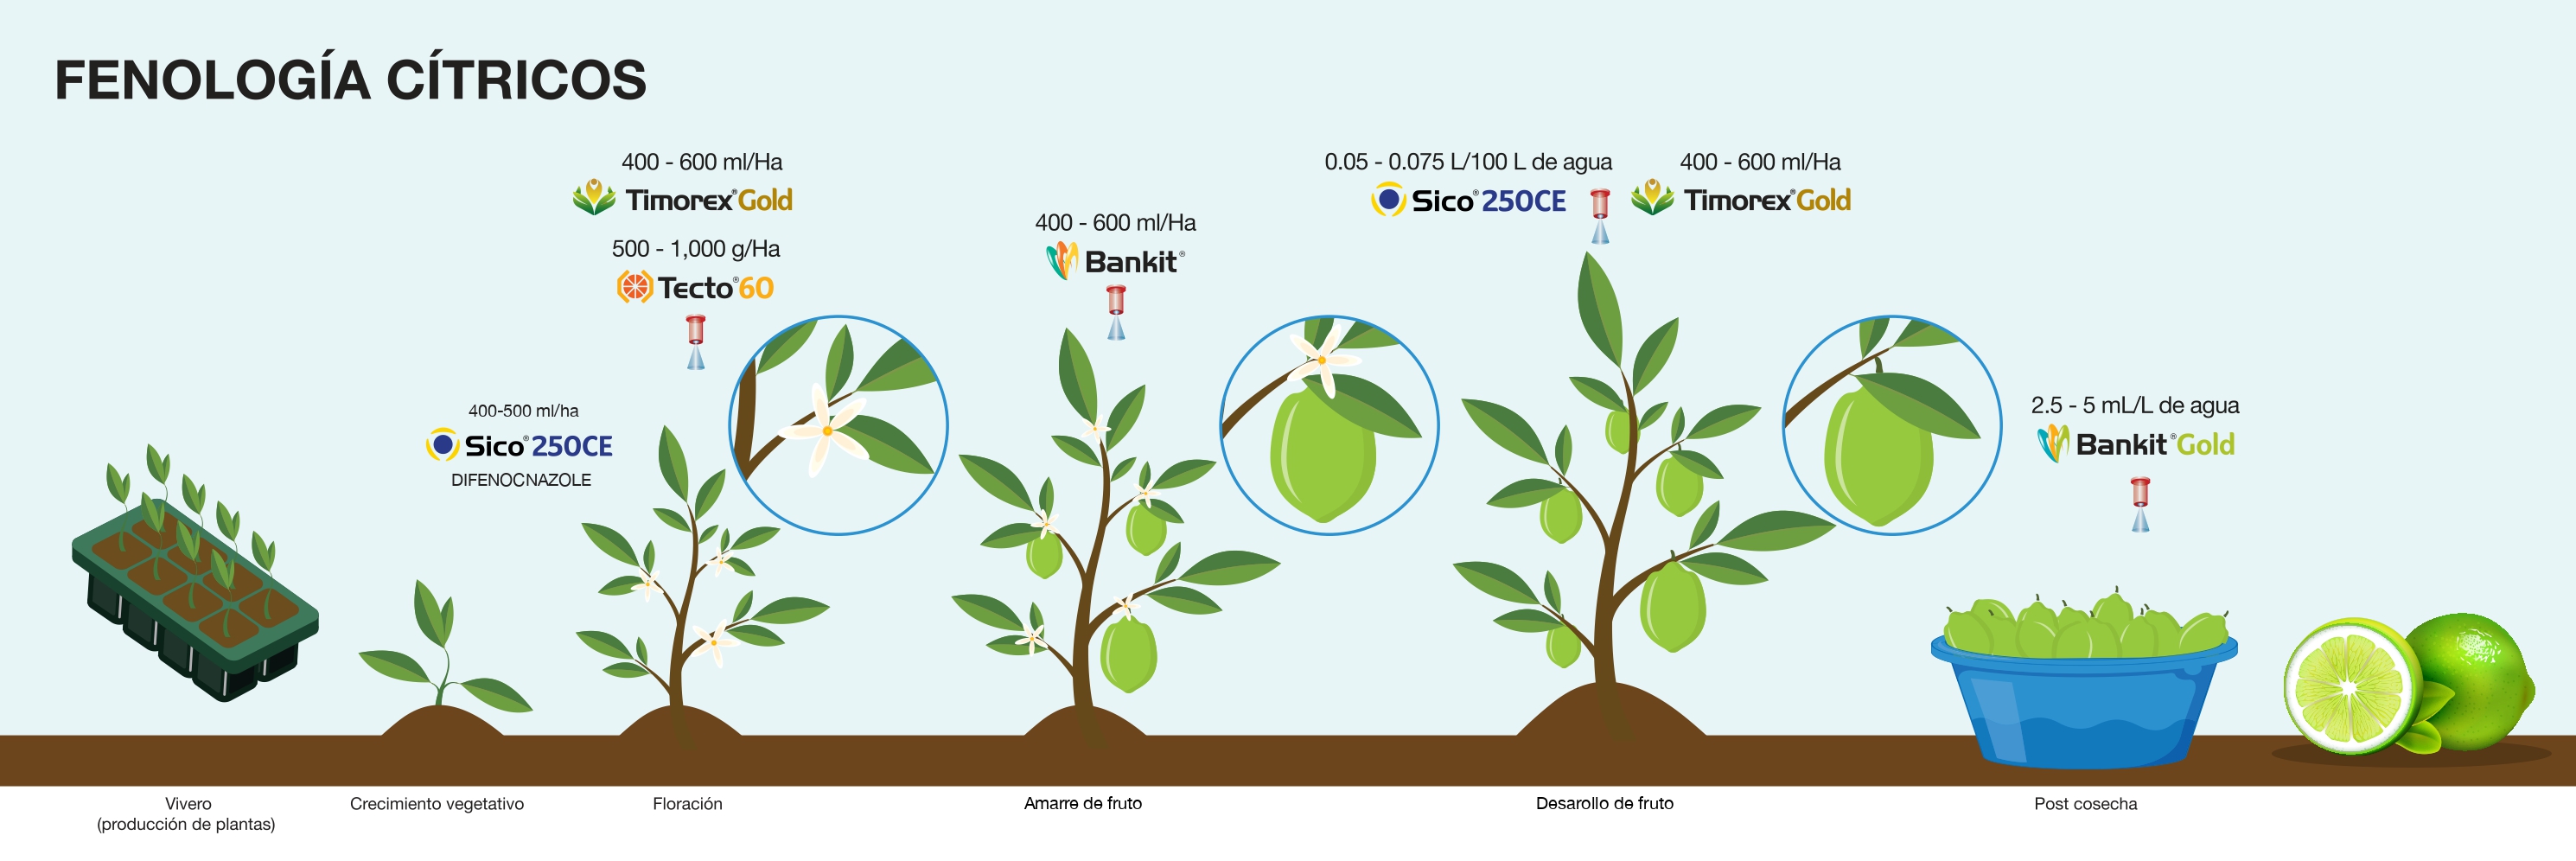 FENOLOGÍA CÍTRICOS
400 - 600 ml/Ha
Timorex® Gold
500 - 1,000 g/Ha
Tecto® 60
400-500 ml/ha
Sico® 250CE
DIFENOCNAZOLE
400 - 600 ml/Ha
Bankit®
0.05 - 0.075 L/100 L de agua
Sico® 250CE
400 - 600 ml/Ha
Timorex® Gold
2.5 - 5 mL/L de agua
Bankit® Gold
Vivero
(producción de plantas)
Crecimiento vegetativo
Floración
Amarre de fruto
Desarollo de fruto
Post cosecha